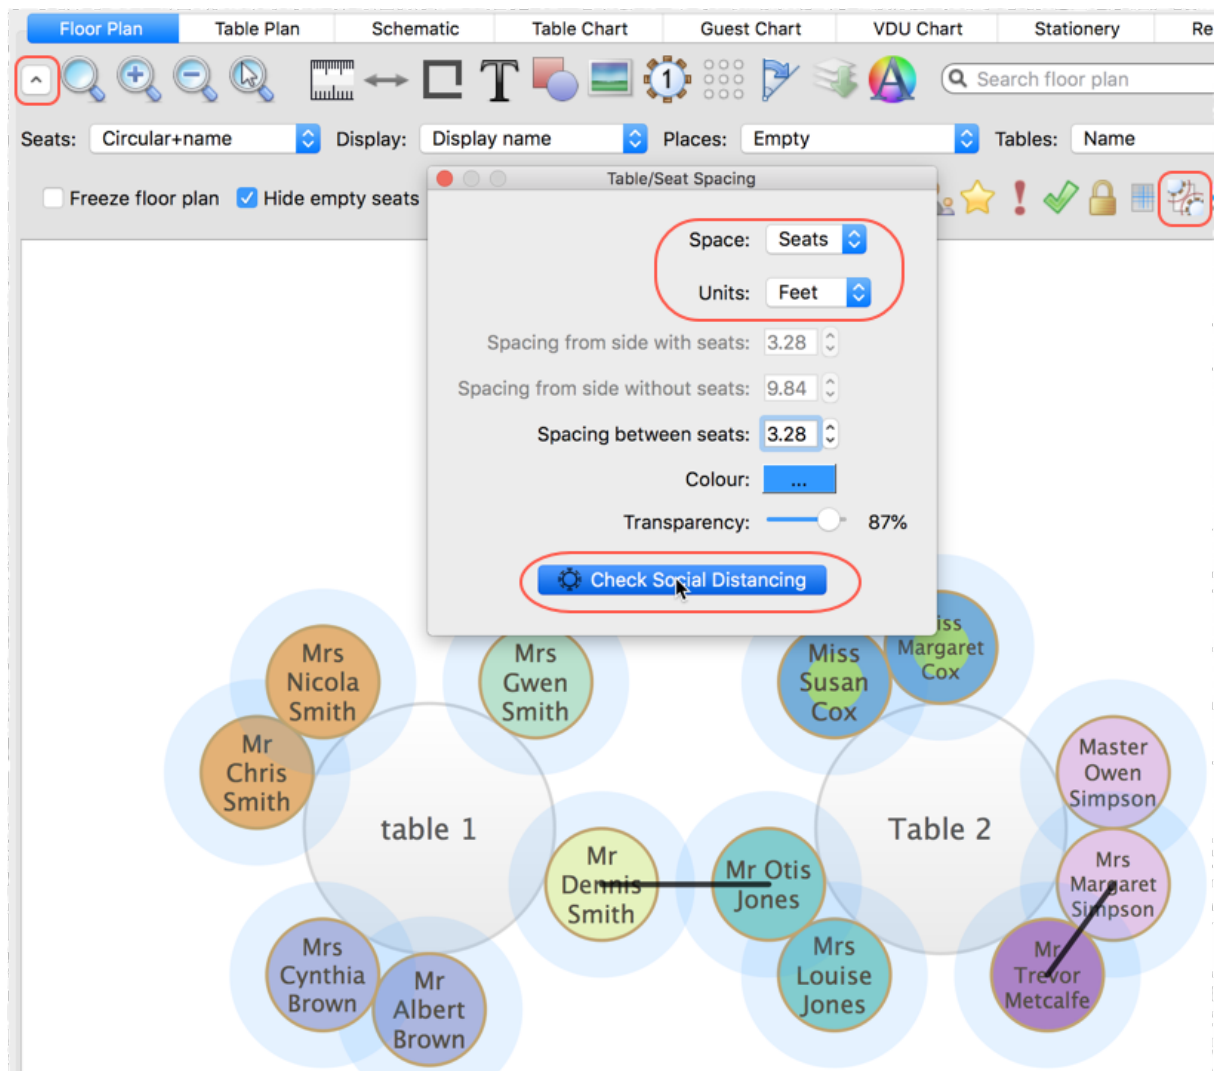 Floor Plan
Table Plan
Schematic
Table Chart
Guest Chart
VDU Chart
Stationery
Re
T
1
Search floor plan
Seats:
Circular+name
Display:
Display name
Places:
Empty
Tables:
Name
Freeze floor plan
Hide empty seats
Table/Seat Spacing
Space:
Seats
Units:
Feet
Spacing from side with seats:
3.28
Spacing from side without seats:
9.84
Spacing between seats:
3.28
Colour:
...
Transparency:
87%
Check Social Distancing
Mrs
Nicola
Smith
Mr
Chris
Smith
Mrs
Gwen
Smith
table 1
Mr
Dennis
Smith
Mrs
Cynthia
Brown
Mr
Albert
Brown
Miss
Susan
Cox
iss
Margaret
Cox
Master
Owen
Simpson
Table 2
Mrs
Margaret
Simpson
Mr Otis
Jones
Mrs
Louise
Jones
Mr
Trevor
Metcalfe